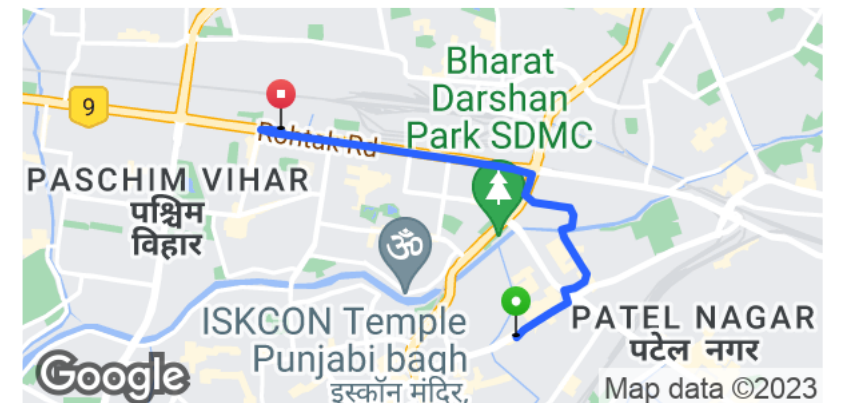 Bharat
Darshan
Park SDMC
9
Rohtak Rd
PASCHIM VIHAR
पश्चिम
विहार
ISKCON Temple
Punjabi bagh
इस्कॉन मंदिर,
PATEL NAGAR
पटेल नगर
Google
Map data ©2023